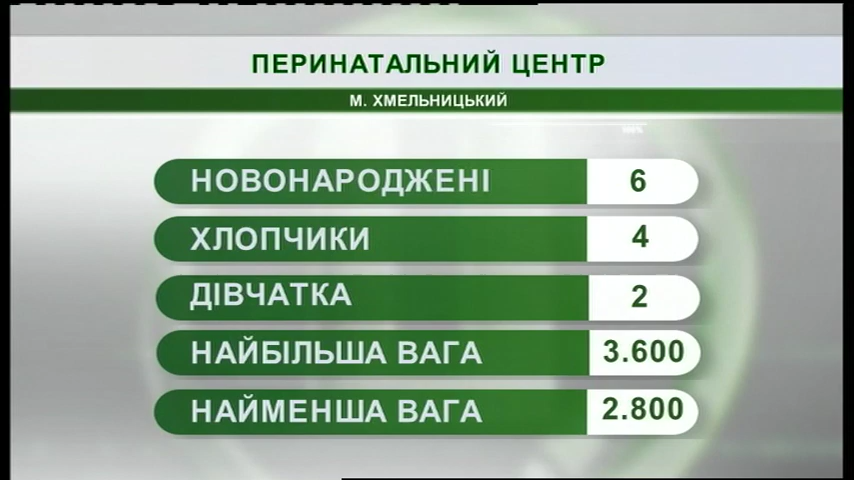 ПЕРИНАТАЛЬНИЙ ЦЕНТР
М. ХМЕЛЬНИЦЬКИЙ
НОВОНАРОДЖЕНІ 6
ХЛОПЧИКИ 4
ДІВЧАТКА 2
НАЙБІЛЬША ВАГА 3.600
НАЙМЕНША ВАГА 2.800